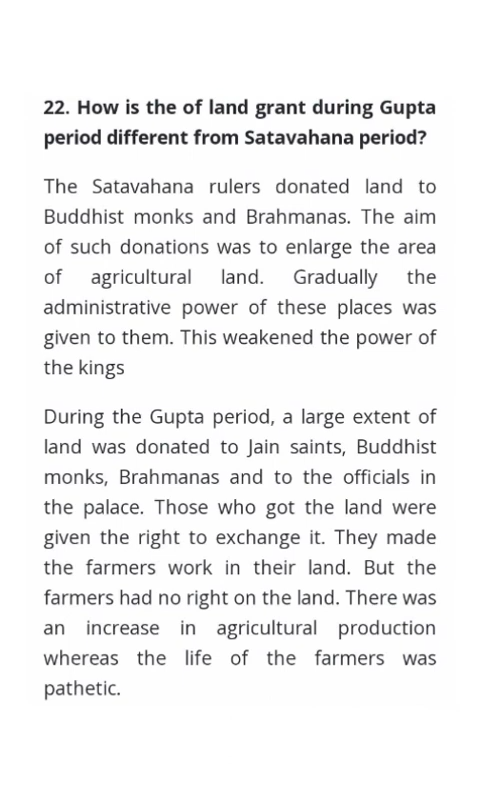 22. How is the of land grant during Gupta
period different from Satavahana period?
The Satavahana rulers donated land to
Buddhist monks and Brahmanas. The aim
of such donations was to enlarge the area
of agricultural land. Gradually the
administrative power of these places was
given to them. This weakened the power of
the kings
During the Gupta period, a large extent of
land was donated to Jain saints, Buddhist
monks, Brahmanas and to the officials in
the palace. Those who got the land were
given the right to exchange it. They made
the farmers work in their land. But the
farmers had no right on the land. There was
an increase in agricultural production
whereas the life of the farmers was
pathetic.